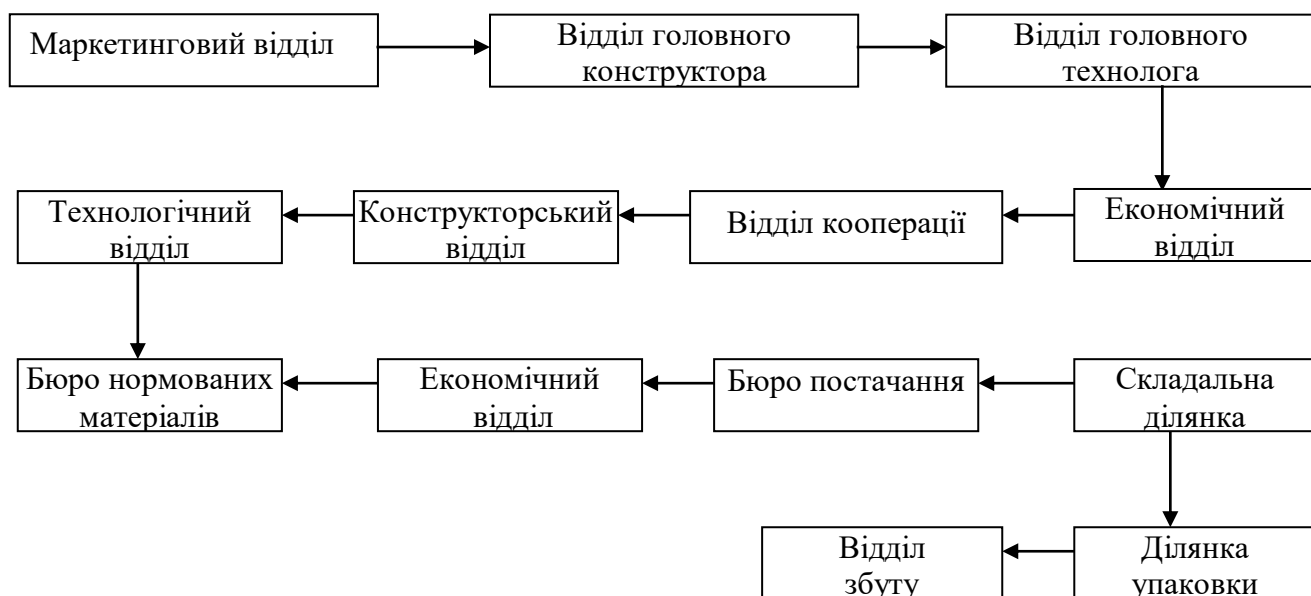 Маркетинговий відділ
Відділ головного
конструктора
Відділ головного
технолога
Технологічний
відділ
Конструкторський
відділ
Відділ кооперації
Економічний
відділ
Бюро нормованих
матеріалів
Економічний
відділ
Бюро постачання
Складальна
ділянка
Відділ
збуту
Ділянка
упаковки